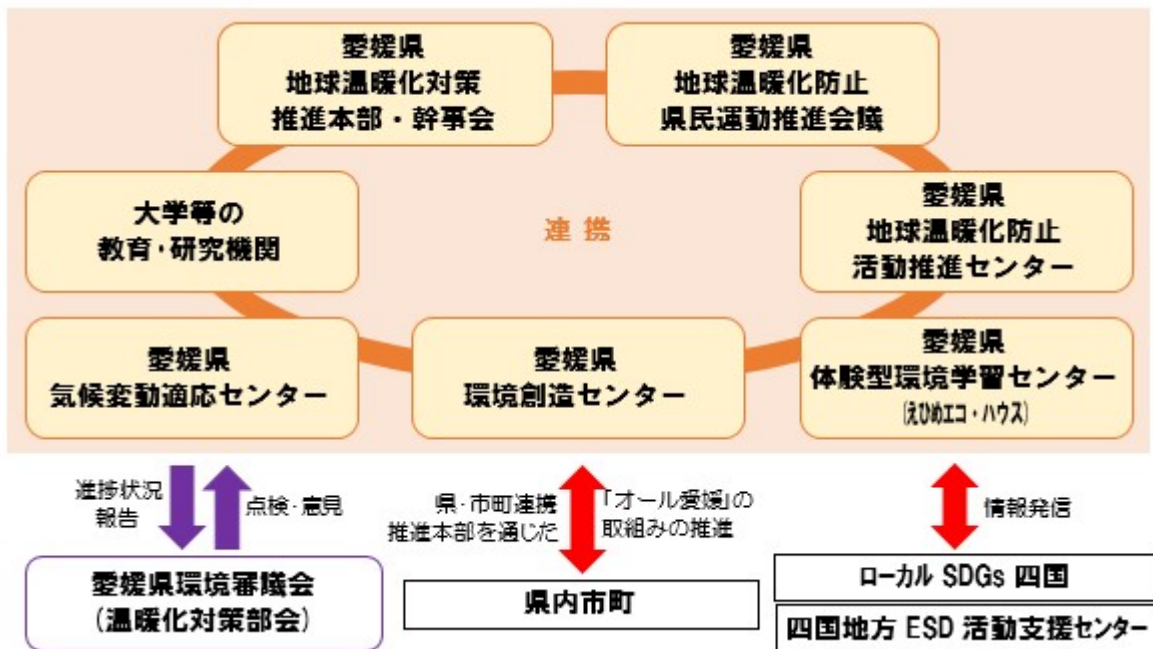 愛媛県
地球温暖化対策
推進本部・幹事会
愛媛県
地球温暖化防止
県民運動推進会議
大学等の
教育・研究機関
連携
愛媛県
地球温暖化防止
活動推進センター
愛媛県
気候変動適応センター
愛媛県
環境創造センター
愛媛県
体験型環境学習センター
(えひめエコ・ハウス)
進捗状況
報告
点検・意見
県・市町連携
推進本部を通じた
「オール愛媛」の
取組みの推進
情報発信
愛媛県環境審議会
(温暖化対策部会)
県内市町
ローカル SDGs 四国
四国地方 ESD 活動支援センター